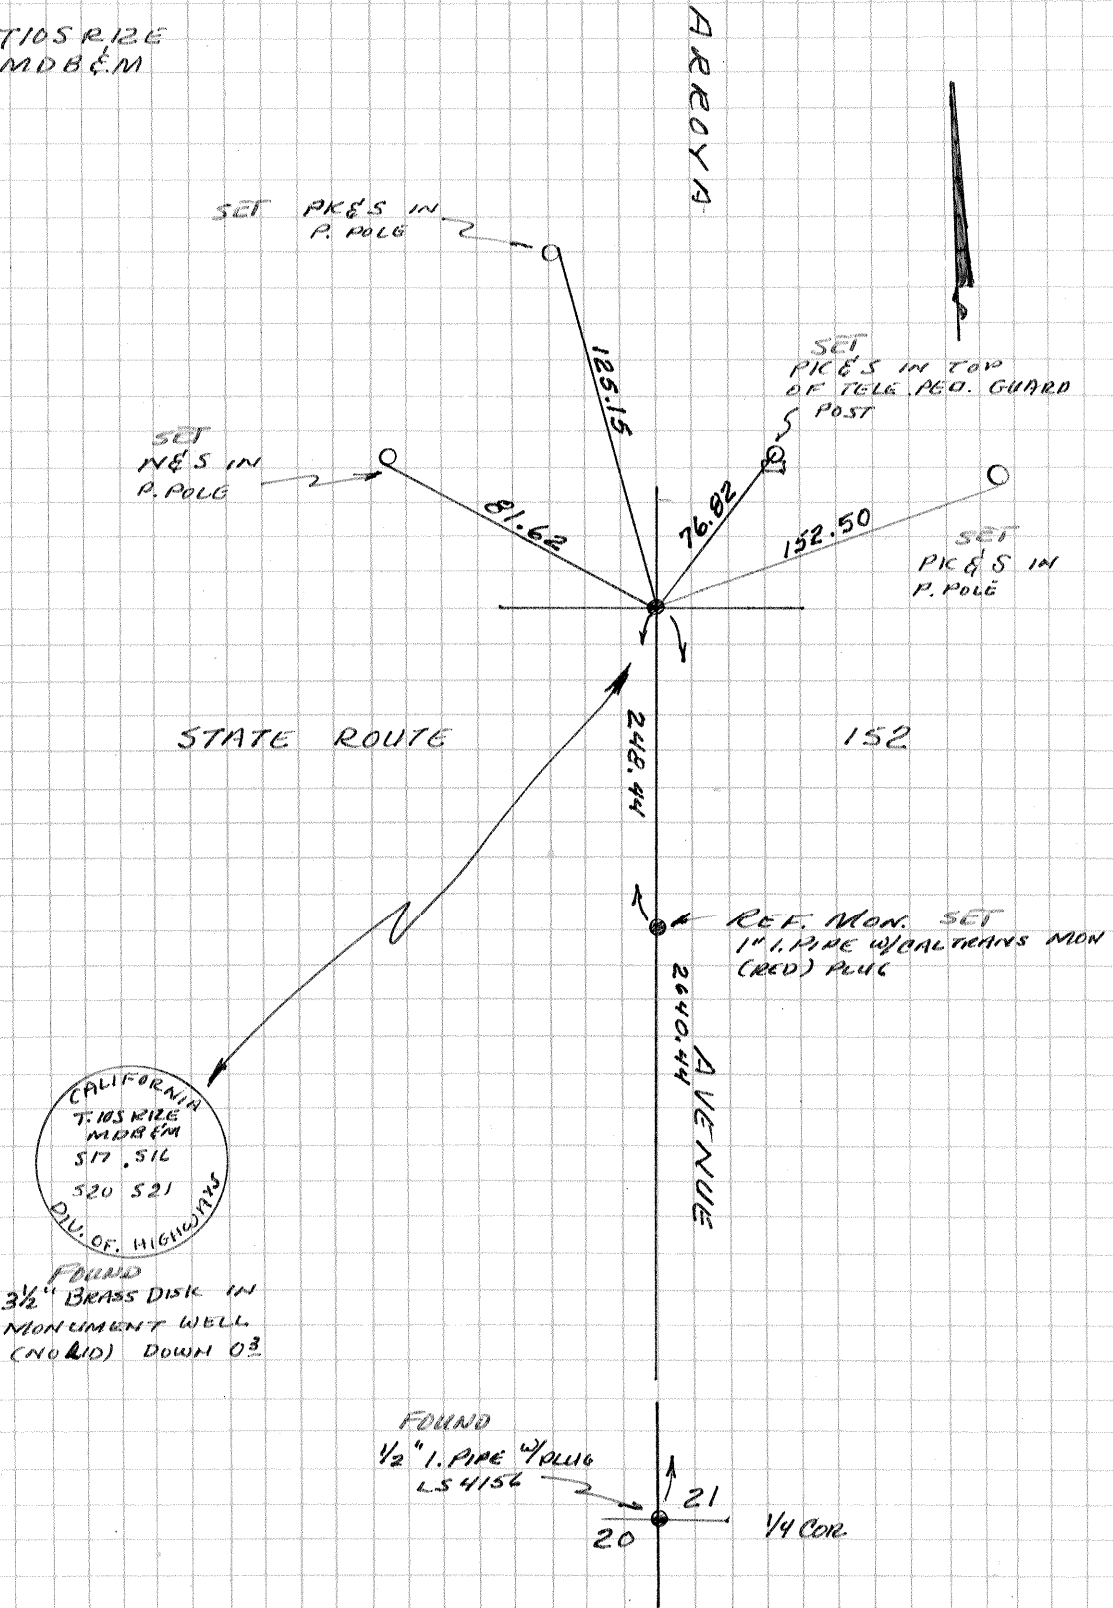 T10S R12E
MDB&M
ARROYA
SET PK&S IN
P. POLE
125.15
SET
PK&S IN TOP
OF TELE. PED. GUARD
POST
SET
N&S IN
P. POLE
81.62
76.82
152.50
SET
PK&S IN
P. POLE
STATE ROUTE 152
248.44
REF. MON. SET
1" I. PIPE W/CALTRANS MON
(RED) PLUG
2640.44
AVENUE
CALIFORNIA
T. 10S R12E
MDB&M
S17 . S16
S20 S21
DIV. OF. HIGHWAYS
FOUND
3½" BRASS DISK IN
MONUMENT WELL
(NO LID) DOWN 0³
FOUND
1/2" I. PIPE W/PLUG
LS 4156
21
20
1/4 COR